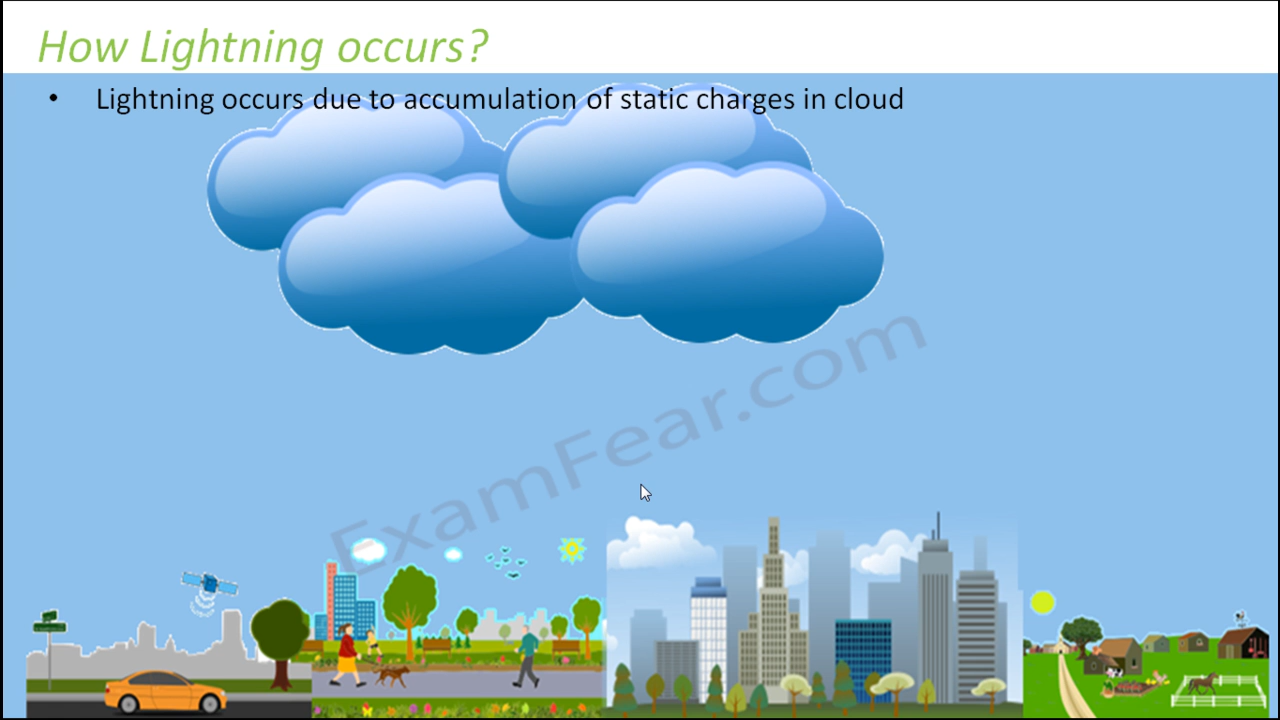 How Lightning occurs?
• Lightning occurs due to accumulation of static charges in cloud
ExamFear.com